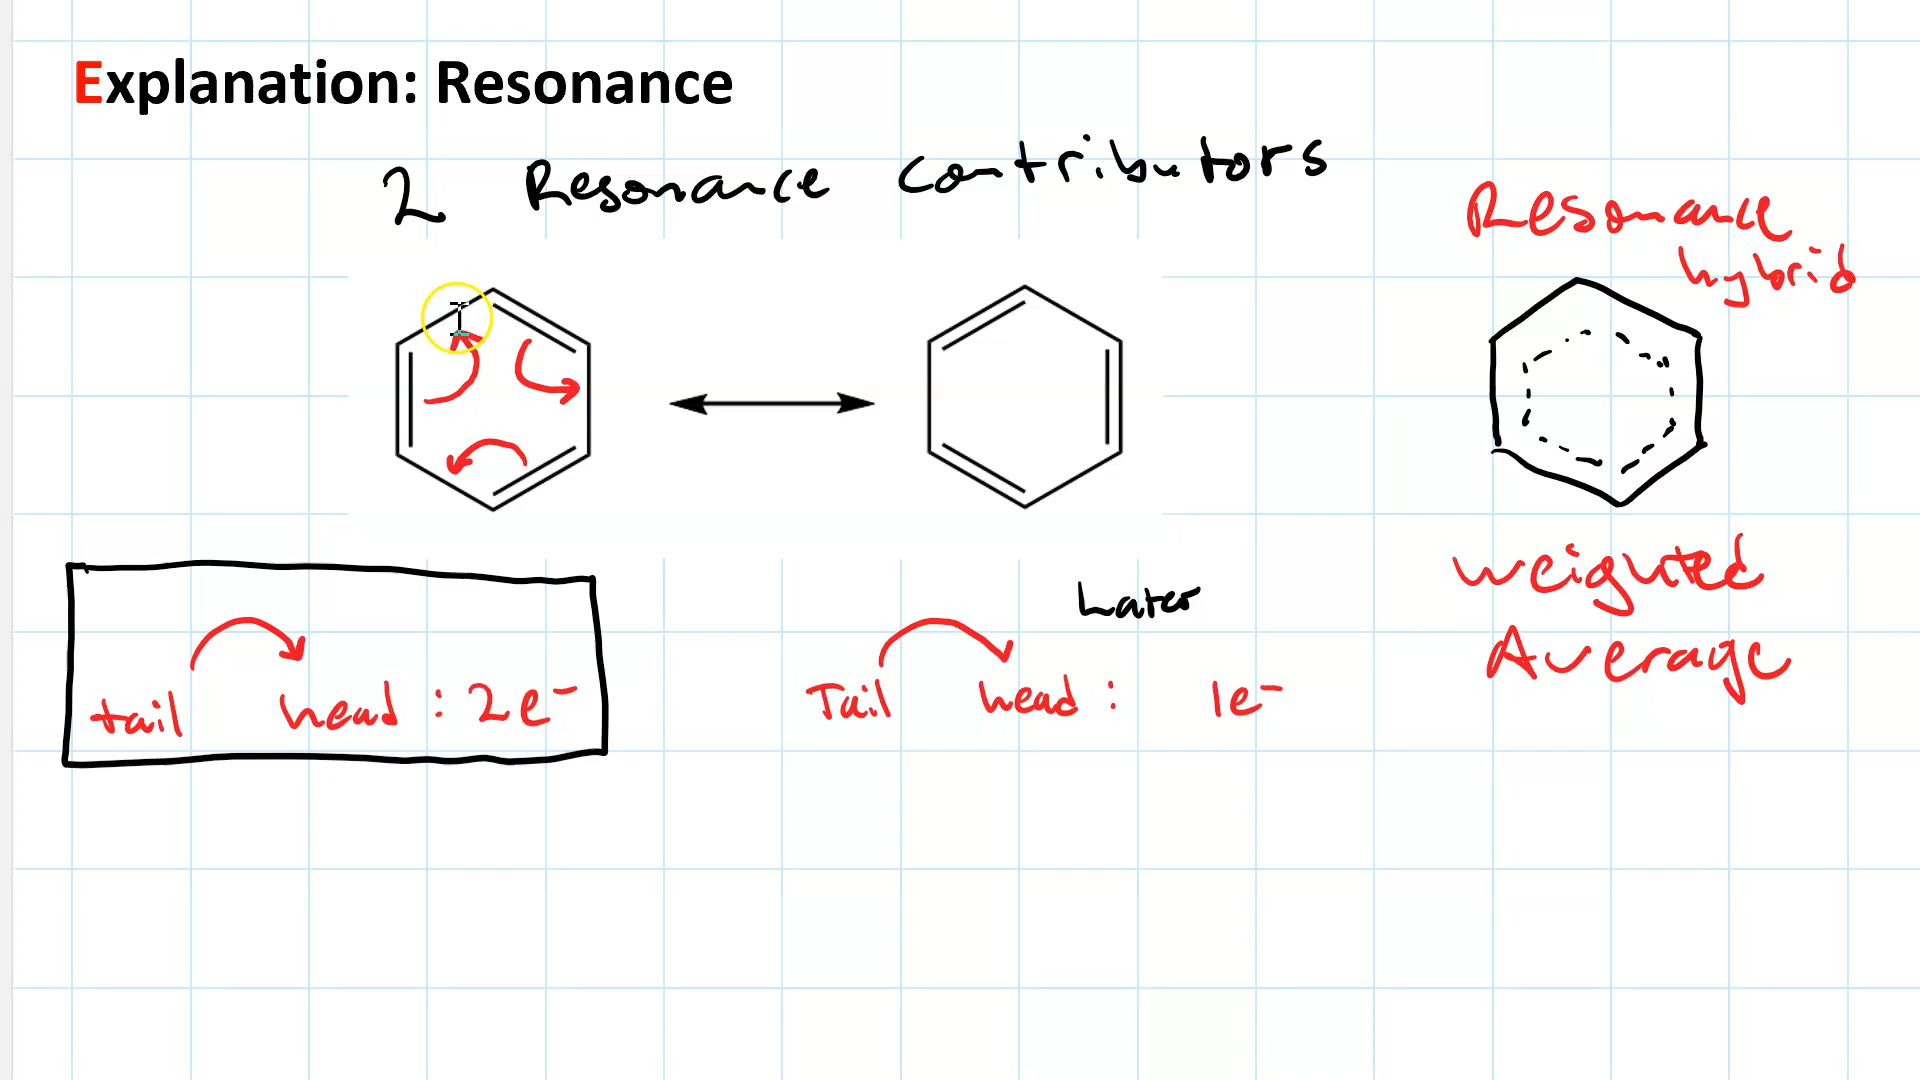 Explanation: Resonance
2 Resonance contributors
Resonance
hybrid
Later
tail head : 2e⁻
Tail head : 1e⁻
Weighted
Average